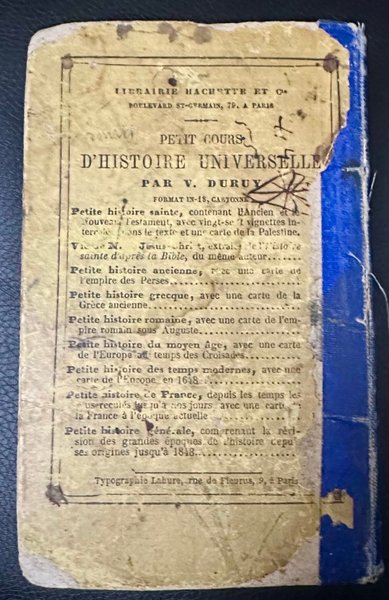 LIBRAIRIE HACHETTE ET Cie
BOULEVARD ST-GERMAIN, 79, A PARIS
PETIT COURS
D'HISTOIRE UNIVERSELLE
PAR V. DURUY
FORMAT IN-18, CARTONNÉ
Petite histoire sainte, contenant l'Ancien et le
Nouveau Testament, avec vingt-sept vignettes in-
tercalées dans le texte et une carte de la Palestine.
Vie de N. Jésus-Christ, extraite de l'Histoire
sainte d'après la Bible, du même auteur......
Petite histoire ancienne, avec une carte de
l'empire des Perses..................
Petite histoire grecque, avec une carte de la
Grèce ancienne..................
Petite histoire romaine, avec une carte de l'em-
pire romain sous Auguste..................
Petite histoire du moyen âge, avec une carte
de l'Europe au temps des Croisades..........
Petite histoire des temps modernes, avec une
carte de l'Europe en 1648..................
Petite histoire de France, depuis les temps les
plus reculés jusqu'à nos jours avec une carte de
la France à l'époque actuelle..................
Petite histoire générale, comprenant la révi-
sion des grandes époques de l'histoire depuis
ses origines jusqu'à 1848..................
Typographie Lahure, rue de Fleurus, 9, à Paris